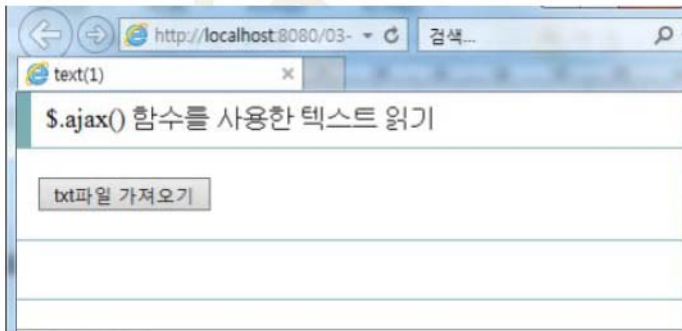 http://localhost:8080/03-
검색...
text(1)
$.ajax() 함수를 사용한 텍스트 읽기
txt파일 가져오기